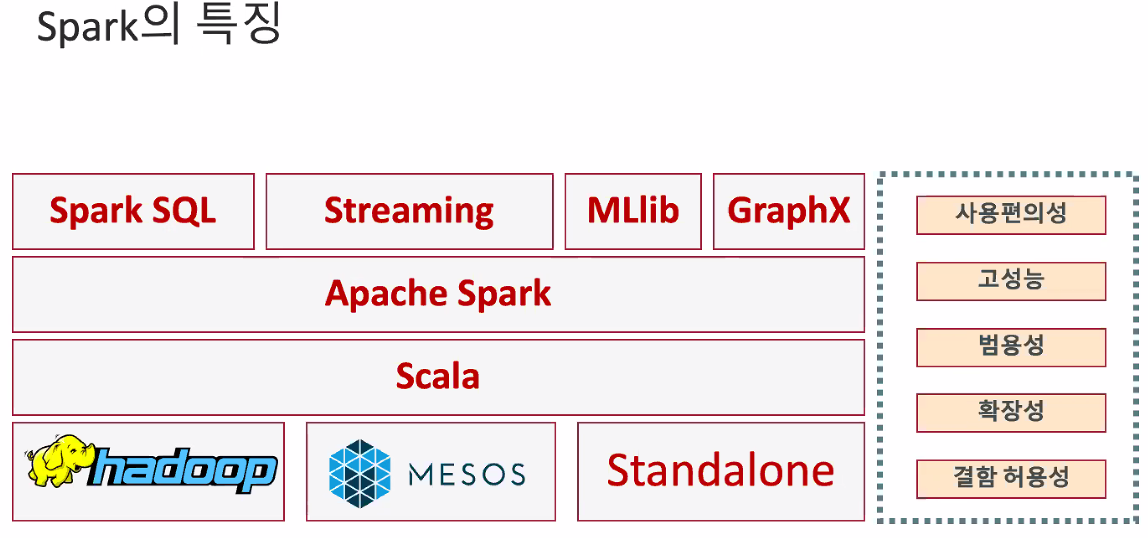 Spark의 특징
Spark SQL
Streaming
MLlib
GraphX
Apache Spark
Scala
hadoop
MESOS
Standalone
사용편의성
고성능
범용성
확장성
결함 허용성